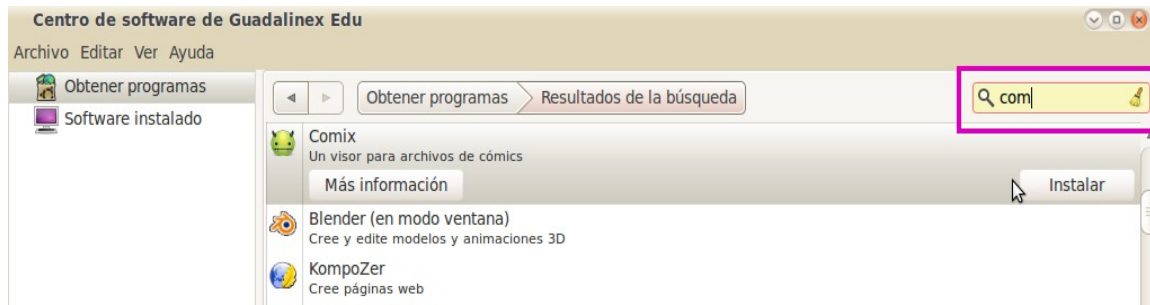 Centro de software de Guadalinex Edu
Archivo Editar Ver Ayuda
Obtener programas
Software instalado
Obtener programas Resultados de la búsqueda
com
Comix
Un visor para archivos de cómics
Más información Instalar
Blender (en modo ventana)
Cree y edite modelos y animaciones 3D
KompoZer
Cree páginas web